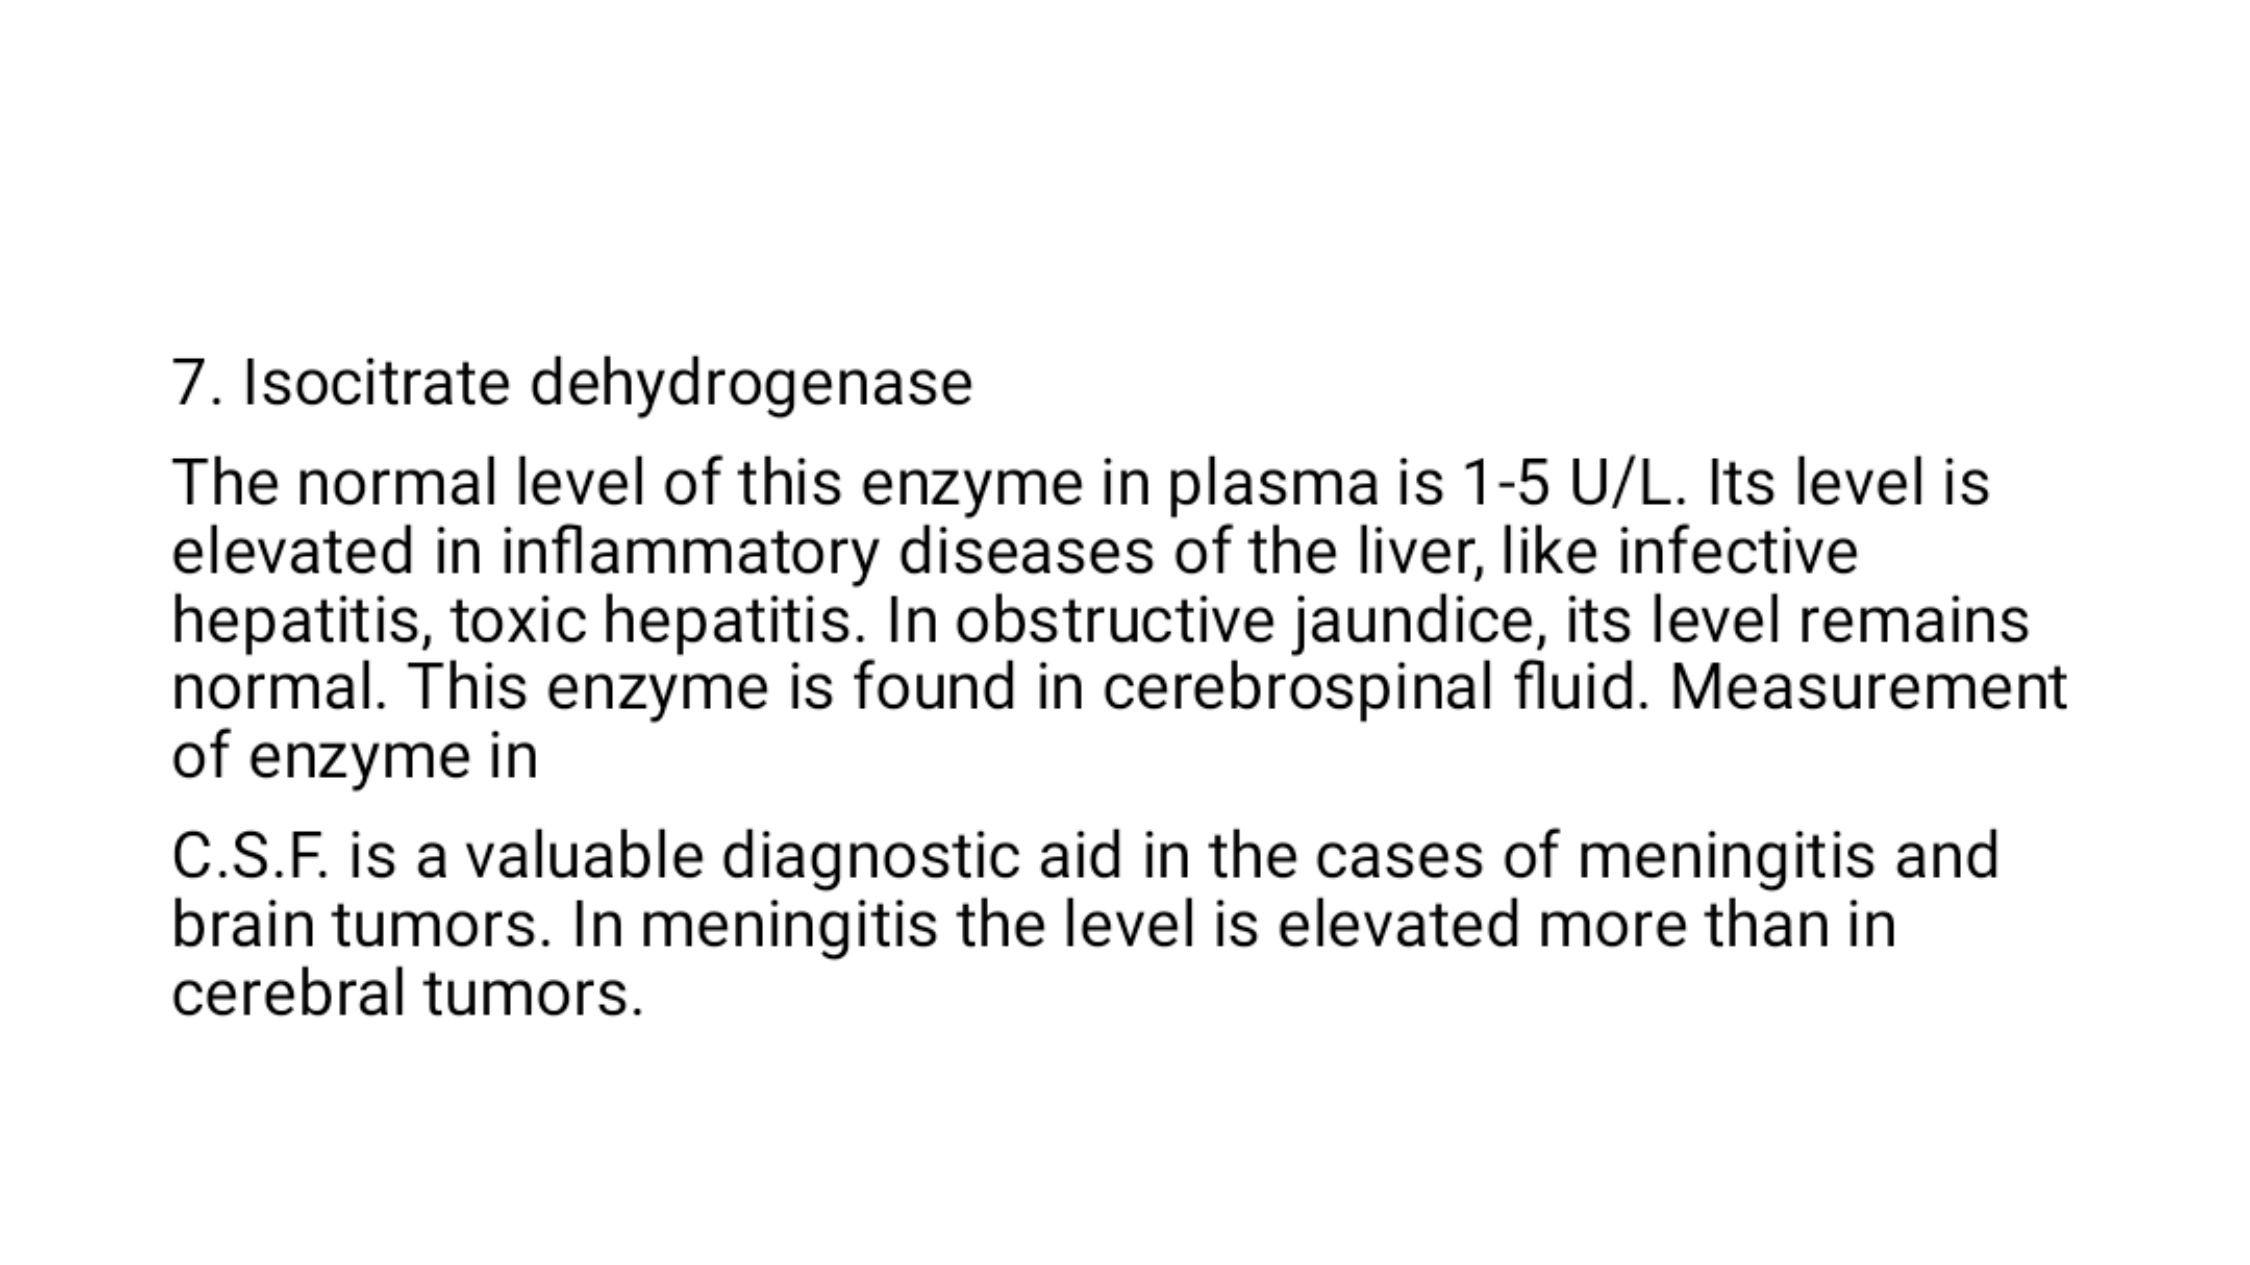 7. Isocitrate dehydrogenase
The normal level of this enzyme in plasma is 1-5 U/L. Its level is
elevated in inflammatory diseases of the liver, like infective
hepatitis, toxic hepatitis. In obstructive jaundice, its level remains
normal. This enzyme is found in cerebrospinal fluid. Measurement
of enzyme in
C.S.F. is a valuable diagnostic aid in the cases of meningitis and
brain tumors. In meningitis the level is elevated more than in
cerebral tumors.